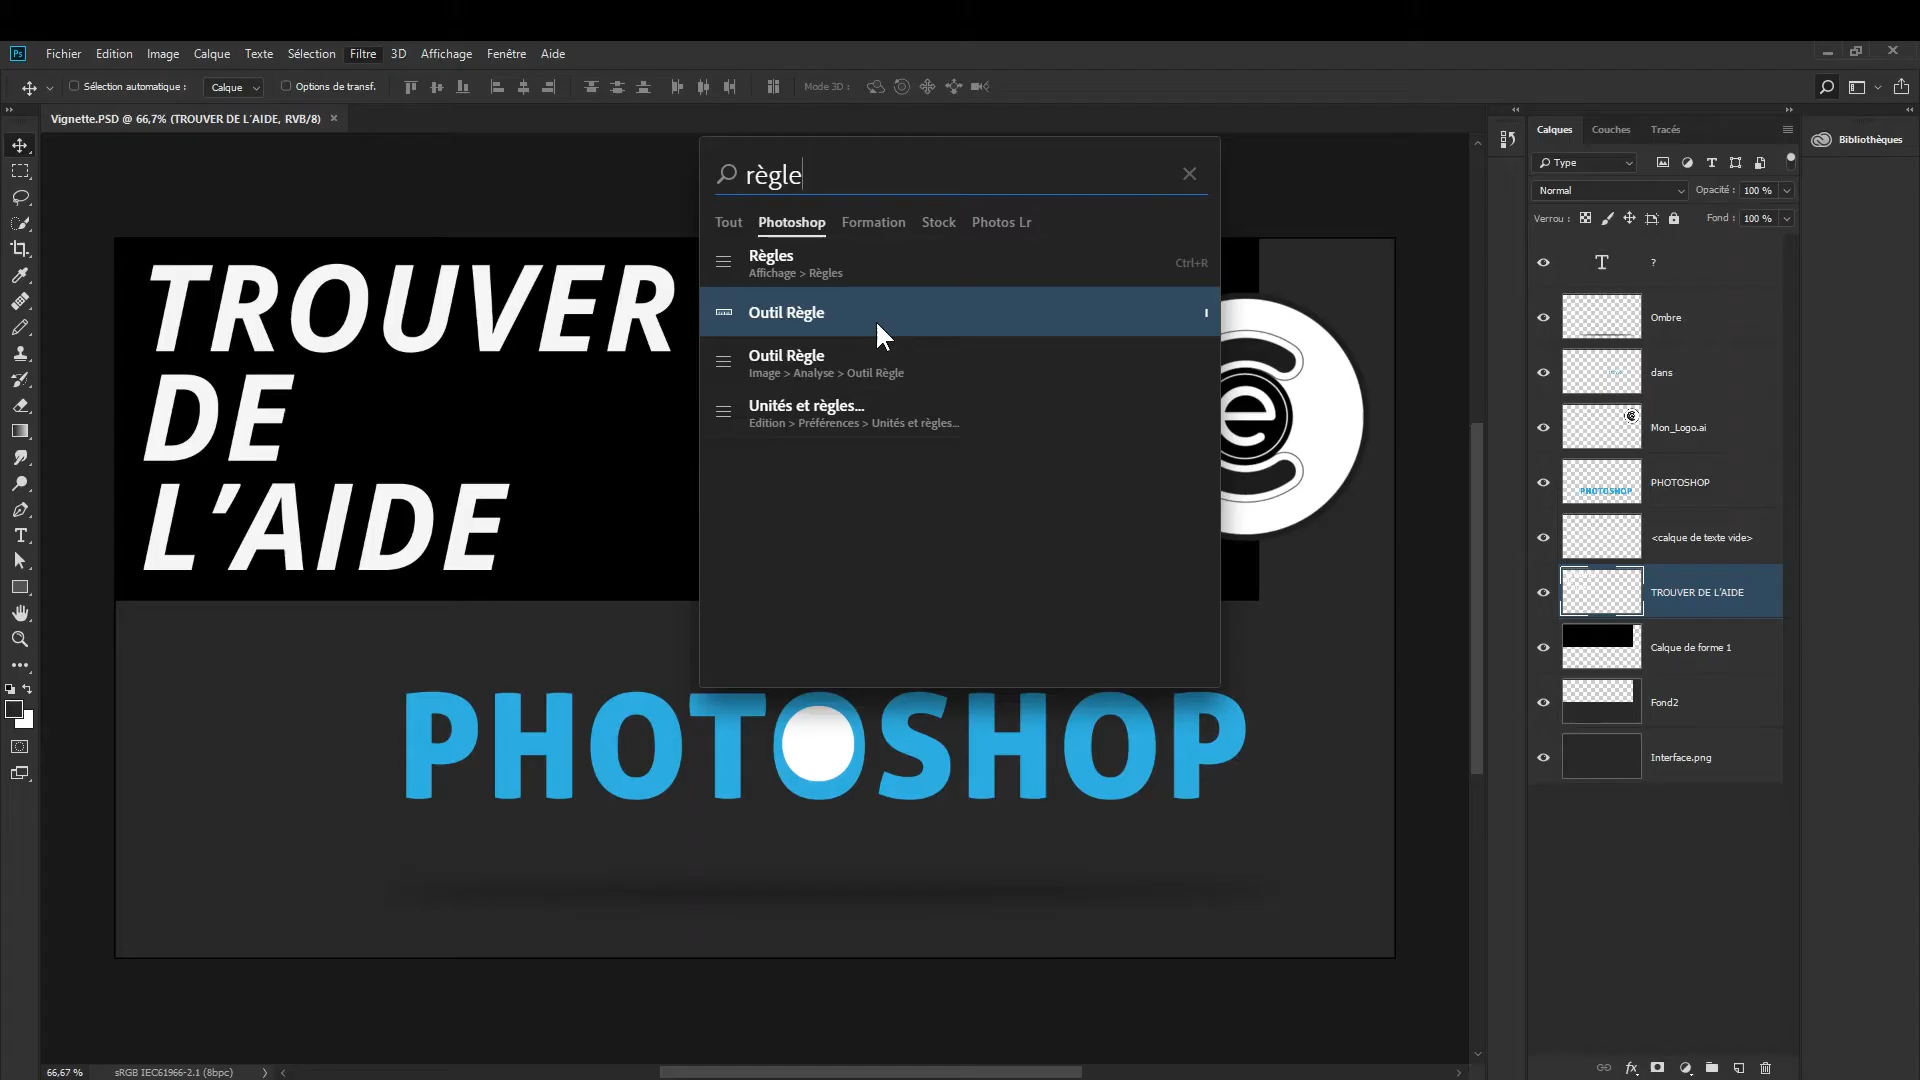 Ps Fichier Edition Image Calque Texte Sélection Filtre 3D Affichage Fenêtre Aide
Sélection automatique : Calque Options de transf. Mode 3D :
Vignette.PSD @ 66,7% (TROUVER DE L'AIDE, RVB/8)
règle
Tout Photoshop Formation Stock Photos Lr
Règles
Affichage > Règles
Ctrl+R
Outil Règle
I
Outil Règle
Image > Analyse > Outil Règle
Unités et règles...
Edition > Préférences > Unités et règles...
TROUVER
DE
L'AIDE
e
PHOTOSHOP
Calques Couches Tracés
Type
Normal Opacité : 100 %
Verrou : Fond : 100 %
T ?
Ombre
dans
Mon_Logo.ai
PHOTOSHOP
PHOTOSHOP
<calque de texte vide>
TROUVER DE L'AIDE
Calque de forme 1
Fond2
Interface.png
Bibliothèques
66,67 % sRGB IEC61966-2.1 (8bpc)
fx